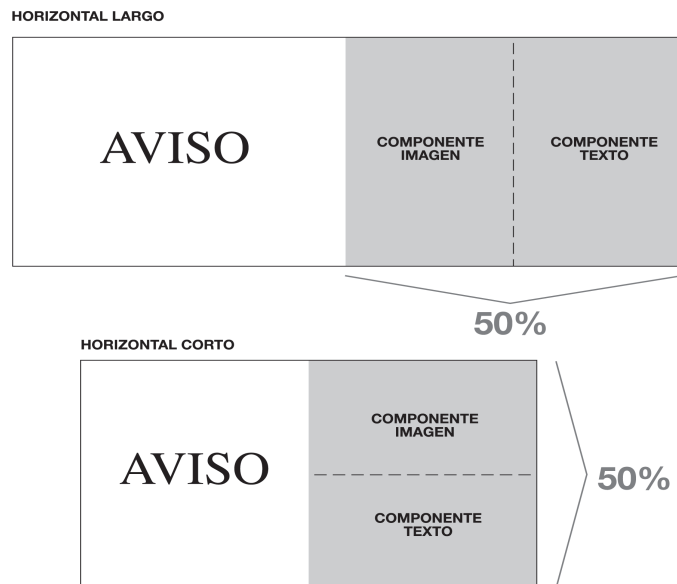 HORIZONTAL LARGO
AVISO
COMPONENTE
IMAGEN
COMPONENTE
TEXTO
50%
HORIZONTAL CORTO
AVISO
COMPONENTE
IMAGEN
COMPONENTE
TEXTO
50%